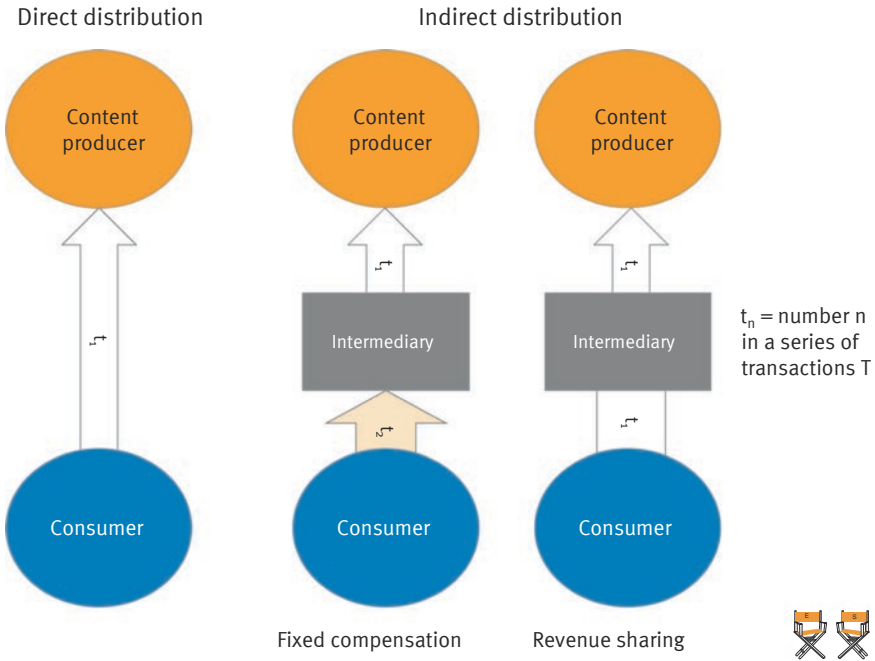 Direct distribution
Indirect distribution
Content
producer
Content
producer
Content
producer
t₁
t₁
t₁
Intermediary
Intermediary
tₙ = number n
in a series of
transactions T
t₁
t₂
t₁
Consumer
Consumer
Consumer
Fixed compensation
Revenue sharing
E
S